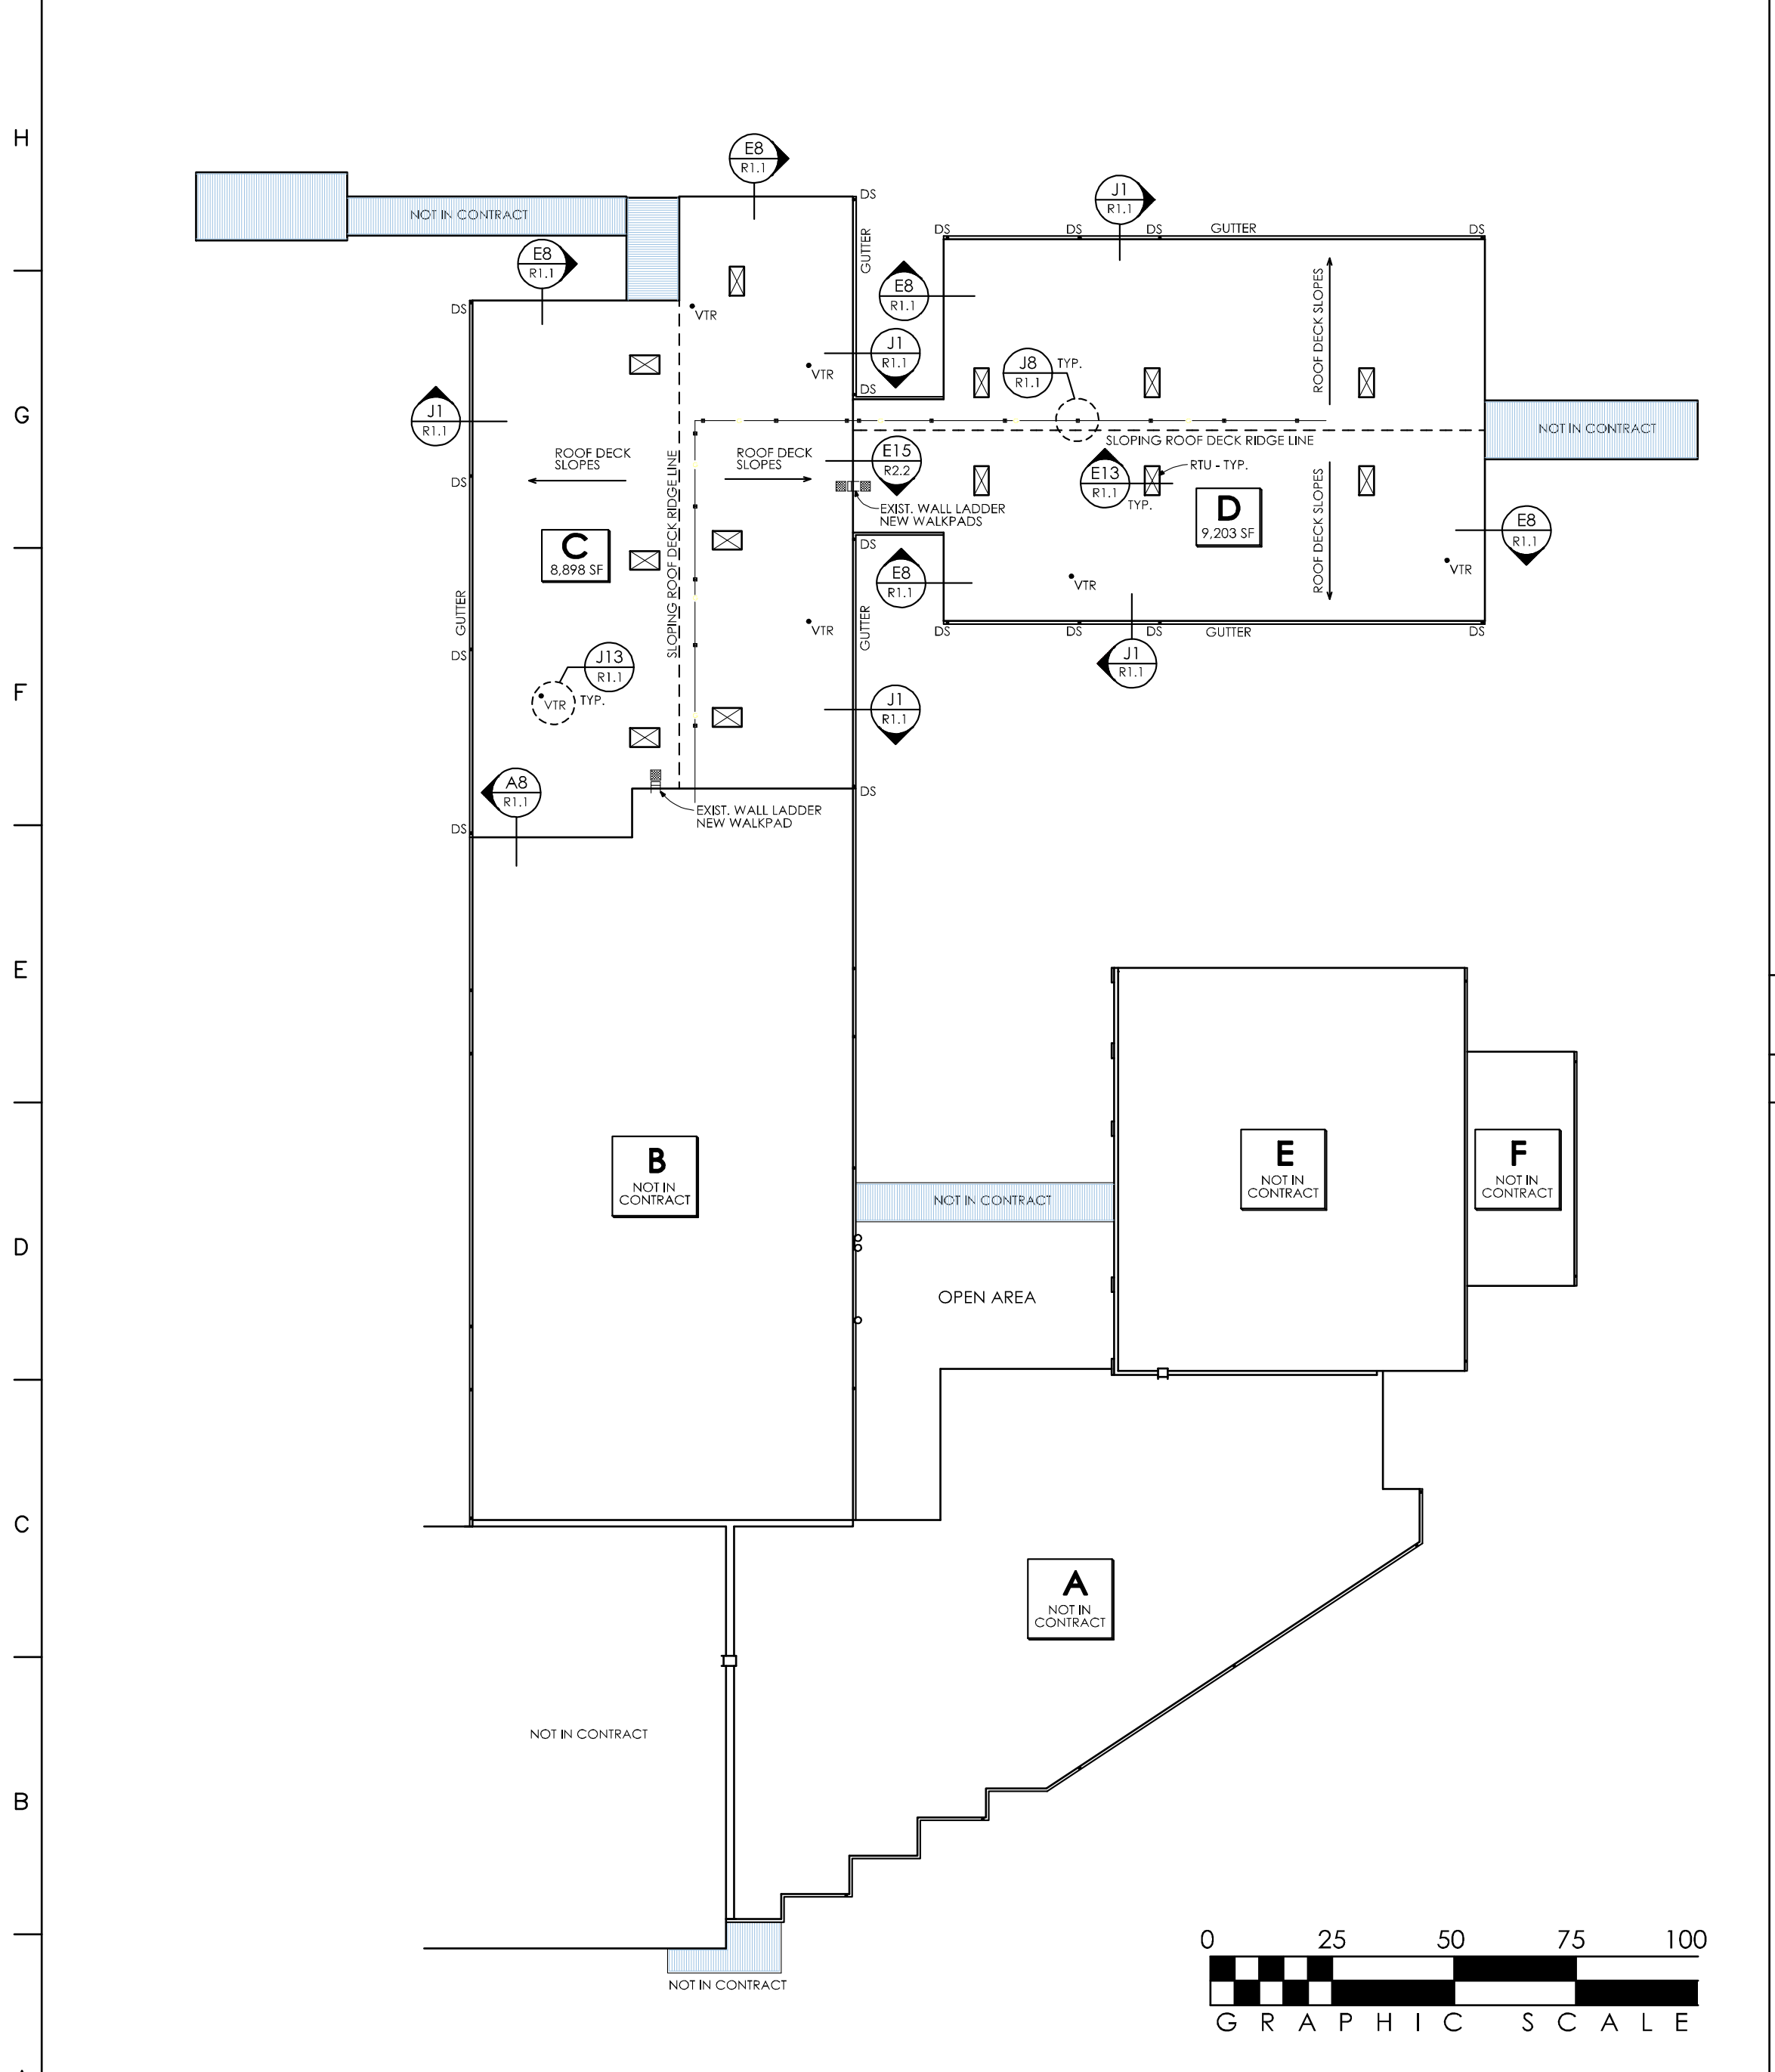 H
E8
R1.1
DS
J1
R1.1
NOT IN CONTRACT
GUTTER
DS
DS
DS
GUTTER
DS
E8
R1.1
E8
R1.1
ROOF DECK SLOPES
DS
VTR
J1
R1.1
J8
R1.1
TYP.
VTR
DS
G
J1
R1.1
NOT IN CONTRACT
SLOPING ROOF DECK RIDGE LINE
ROOF DECK
SLOPES
ROOF DECK
SLOPES
SLOPING ROOF DECK RIDGE LINE
E15
R2.2
E13
R1.1
TYP.
RTU - TYP.
DS
EXIST. WALL LADDER
NEW WALKPADS
D
9,203 SF
ROOF DECK SLOPES
E8
R1.1
C
8,898 SF
DS
E8
R1.1
VTR
VTR
GUTTER
VTR
GUTTER
DS
DS
DS
GUTTER
DS
DS
J13
R1.1
J1
R1.1
F
VTR
TYP.
J1
R1.1
A8
R1.1
DS
EXIST. WALL LADDER
NEW WALKPAD
DS
E
B
NOT IN
CONTRACT
E
NOT IN
CONTRACT
F
NOT IN
CONTRACT
NOT IN CONTRACT
D
OPEN AREA
C
A
NOT IN
CONTRACT
NOT IN CONTRACT
B
0 25 50 75 100
NOT IN CONTRACT
GRAPHIC SCALE